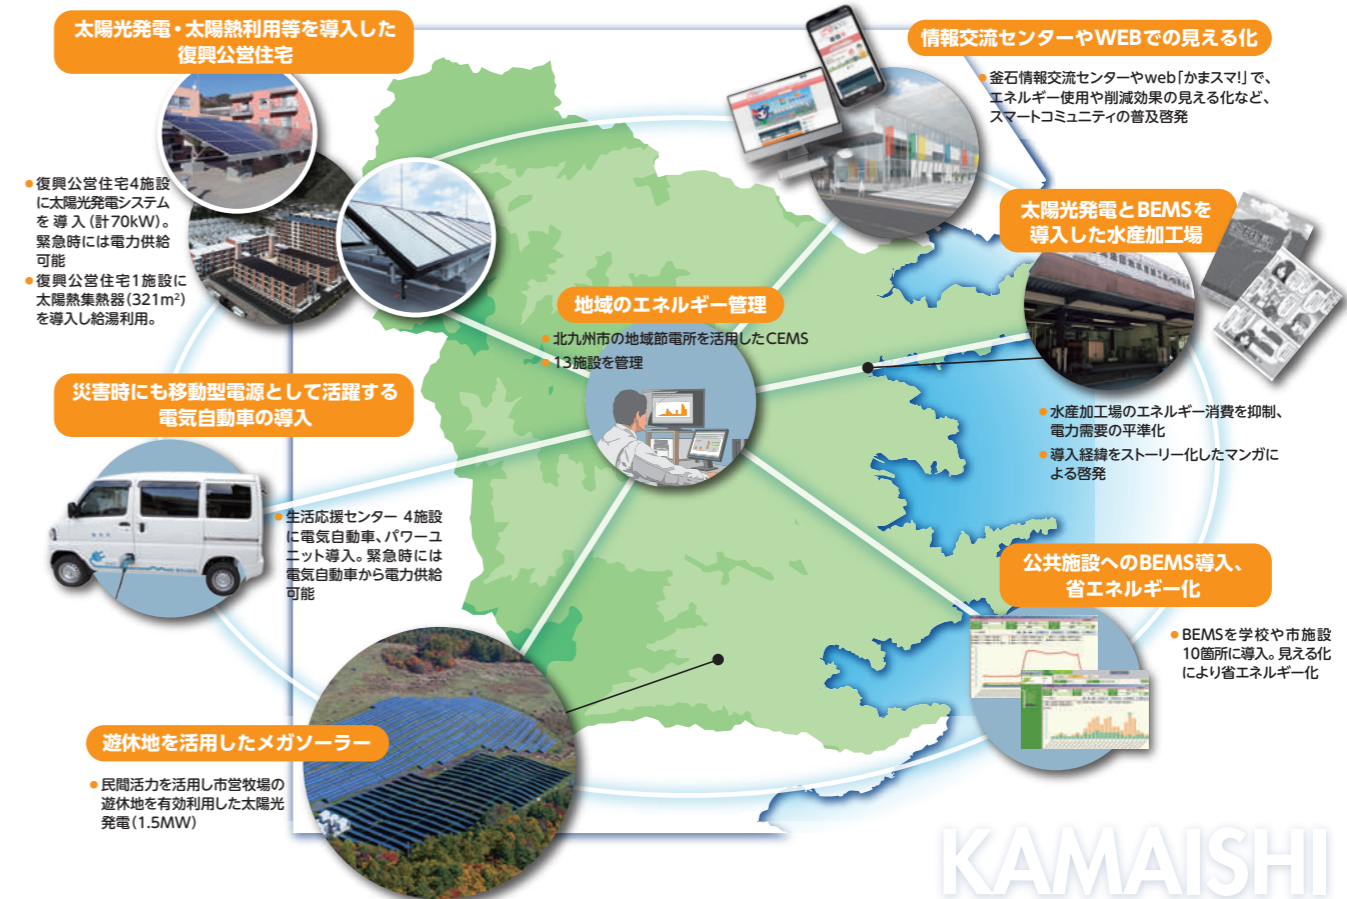 太陽光発電・太陽熱利用等を導入した
復興公営住宅
●復興公営住宅4施設
に太陽光発電システム
を導入(計70kW)。
緊急時には電力供給
可能
●復興公営住宅1施設に
太陽熱集熱器(321m²)
を導入し給湯利用。
情報交流センターやWEBでの見える化
●釜石情報交流センターやweb「かまスマ!」で、
エネルギー使用や削減効果の見える化など、
スマートコミュニティの普及啓発
太陽光発電とBEMSを
導入した水産加工場
●水産加工場のエネルギー消費を抑制、
電力需要の平準化
●導入経緯をストーリー化したマンガに
よる啓発
地域のエネルギー管理
●北九州市の地域節電所を活用したCEMS
●13施設を管理
災害時にも移動型電源として活躍する
電気自動車の導入
●生活応援センター 4施設
に電気自動車、パワーユ
ニット導入。緊急時には
電気自動車から電力供給
可能
公共施設へのBEMS導入、
省エネルギー化
●BEMSを学校や市施設
10箇所に導入。見える化
により省エネルギー化
遊休地を活用したメガソーラー
●民間活力を活用し市営牧場の
遊休地を有効利用した太陽光
発電(1.5MW)
KAMAISHI